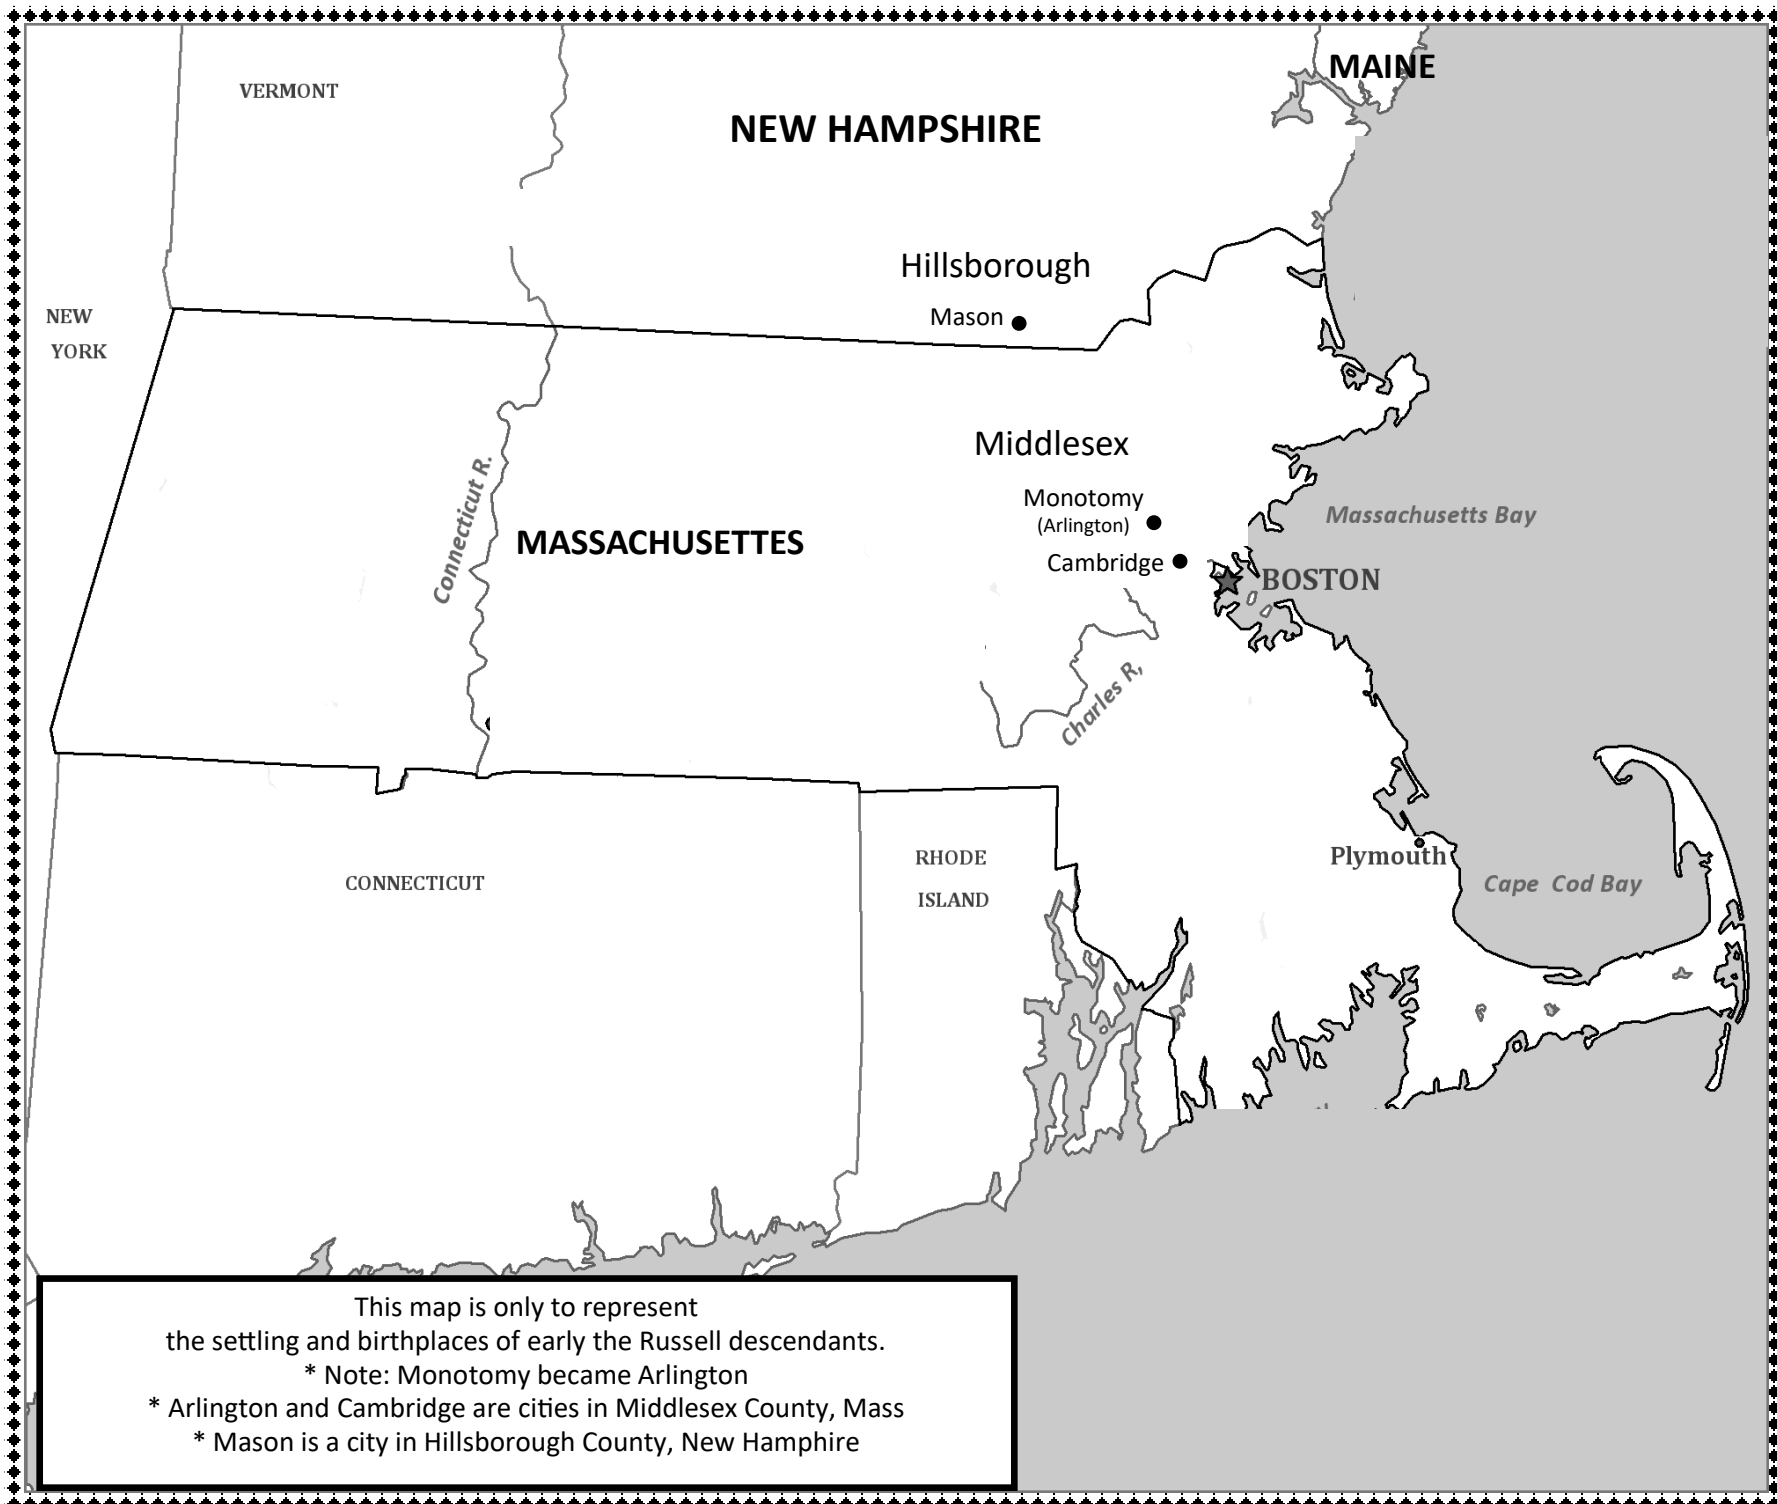 MAINE
VERMONT
NEW HAMPSHIRE
Hillsborough
Mason
NEW
YORK
Middlesex
Monotomy
(Arlington)
Cambridge
Connecticut R.
MASSACHUSETTES
Massachusetts Bay
BOSTON
Charles R,
Plymouth
Cape Cod Bay
RHODE
ISLAND
CONNECTICUT
This map is only to represent
the settling and birthplaces of early the Russell descendants.
* Note: Monotomy became Arlington
* Arlington and Cambridge are cities in Middlesex County, Mass
* Mason is a city in Hillsborough County, New Hamphire